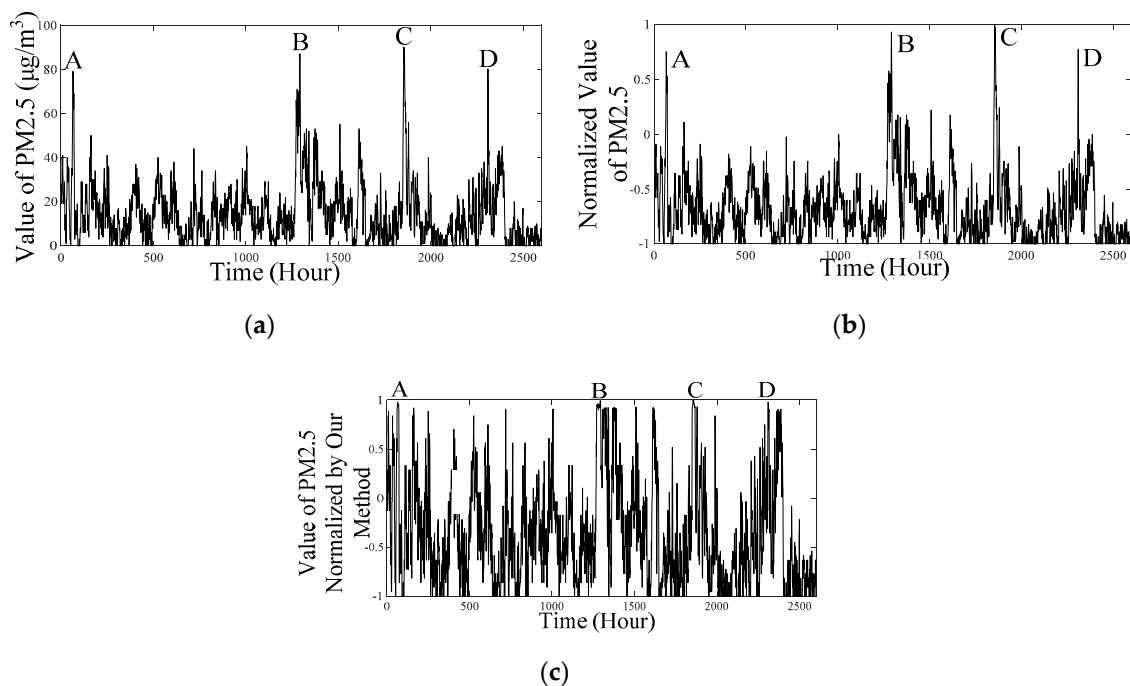 Value of PM2.5 (µg/m³)
100
80
60
40
20
0
A
B
C
D
0 500 1000 1500 2000 2500
Time (Hour)
(a)
Normalized Value
of PM2.5
1
0.5
0
-0.5
-1
A
B
C
D
0 500 1000 1500 2000 2500
Time (Hour)
(b)
Value of PM2.5
Normalized by Our
Method
1
0.5
0
-0.5
-1
A
B
C
D
0 500 1000 1500 2000 2500
Time (Hour)
(c)